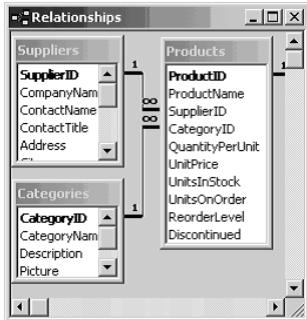 Relationships
Suppliers
SupplierID
CompanyNam
ContactName
ContactTitle
Address
1
∞
∞
Products
ProductID
ProductName
SupplierID
CategoryID
QuantityPerUnit
UnitPrice
UnitsInStock
UnitsOnOrder
ReorderLevel
Discontinued
1
Categories
CategoryID
CategoryNam
Description
Picture
1